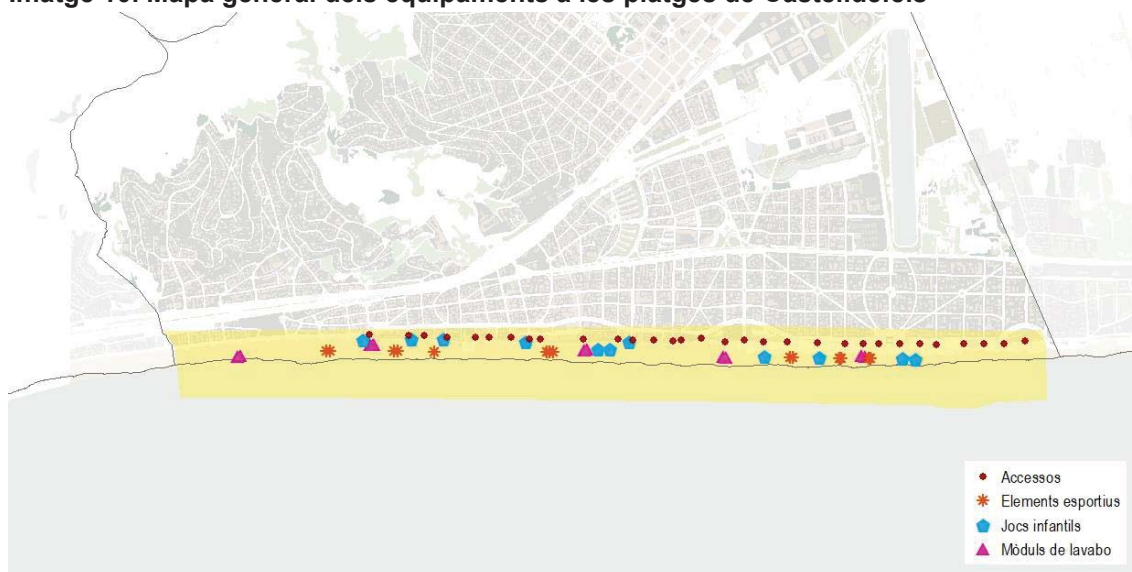 Imatge 10. Mapa general dels equipaments a les platges de Castelldefels
Accessos
Elements esportius
Jocs infantils
Mòduls de lavabo